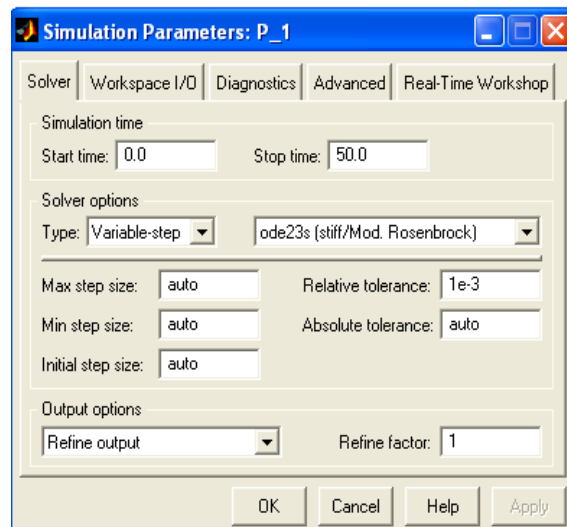 Simulation Parameters: P_1
Solver Workspace I/O Diagnostics Advanced Real-Time Workshop
Simulation time
Start time: 0.0 Stop time: 50.0
Solver options
Type: Variable-step ode23s (stiff/Mod. Rosenbrock)
Max step size: auto Relative tolerance: 1e-3
Min step size: auto Absolute tolerance: auto
Initial step size: auto
Output options
Refine output Refine factor: 1
OK Cancel Help Apply